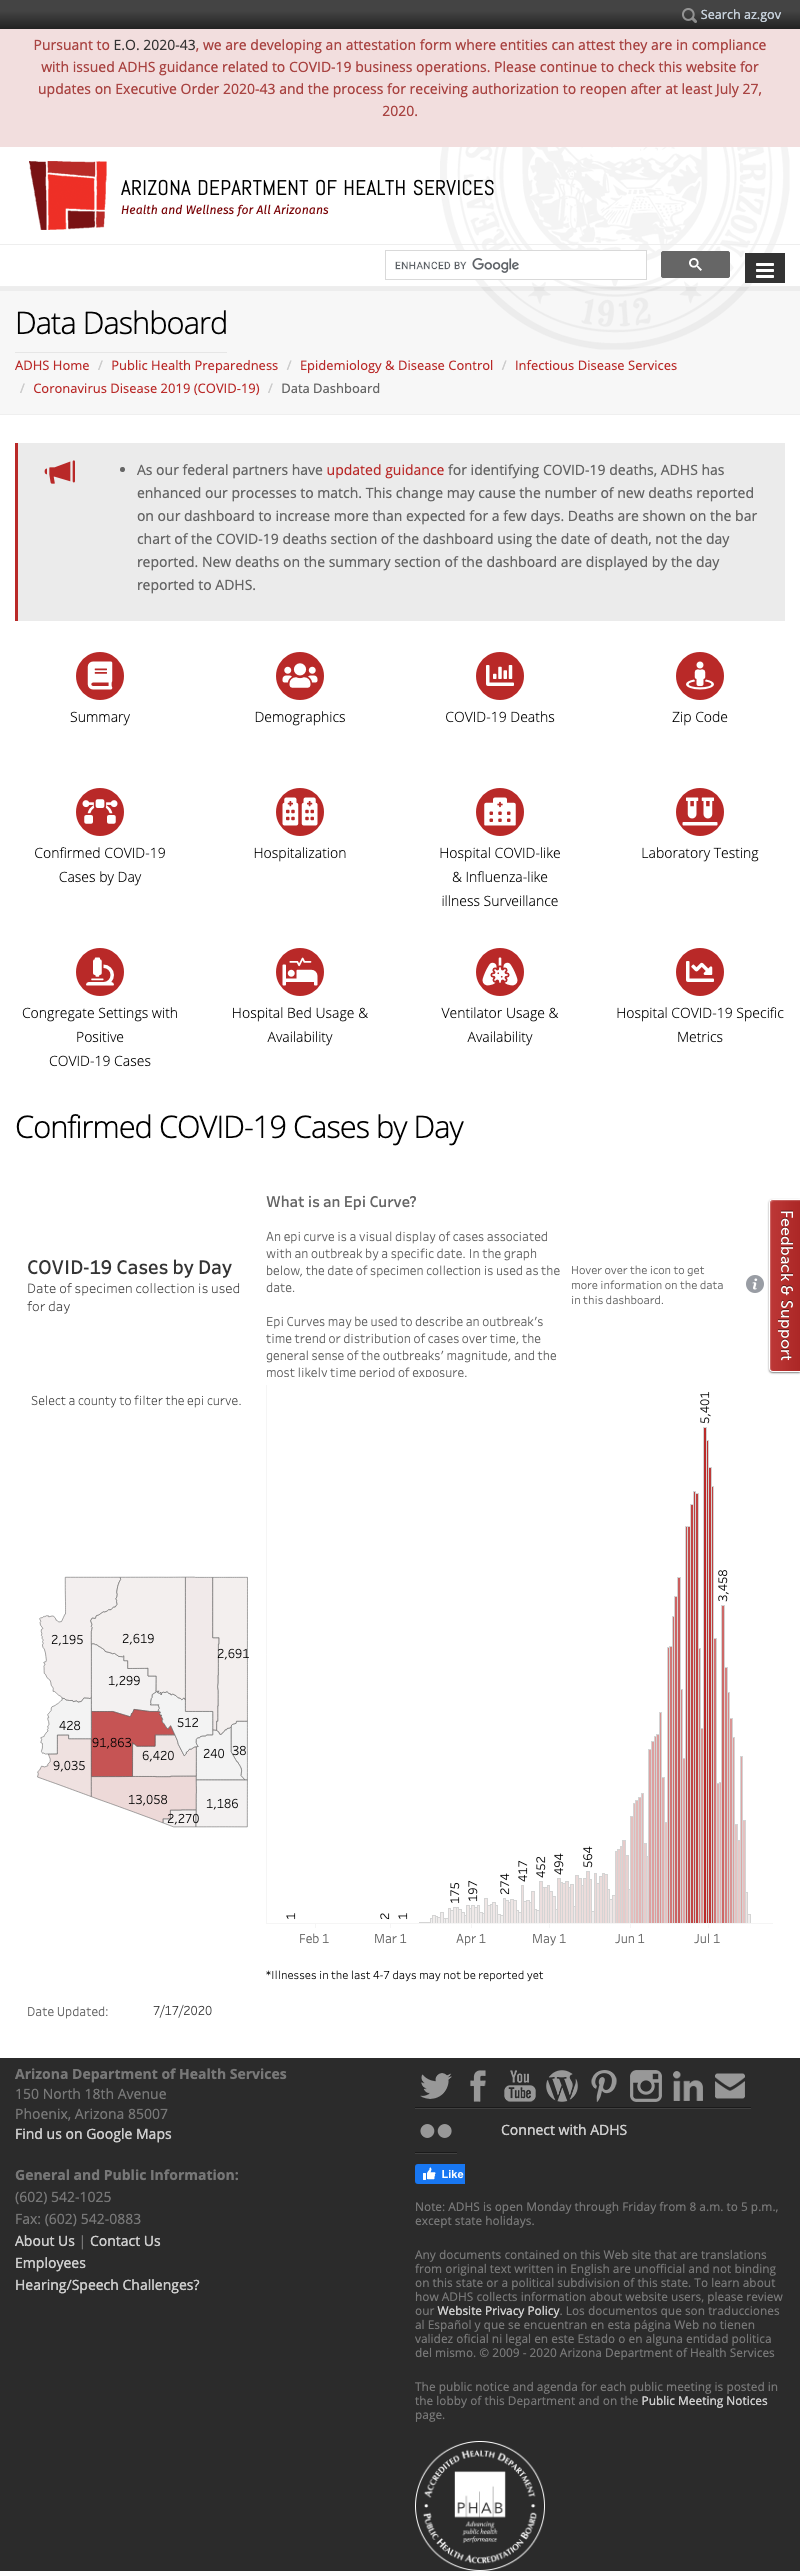 Search az.gov
Pursuant to E.O. 2020-43, we are developing an attestation form where entities can attest they are in compliance
with issued ADHS guidance related to COVID-19 business operations. Please continue to check this website for
updates on Executive Order 2020-43 and the process for receiving authorization to reopen after at least July 27,
2020.
ARIZONA DEPARTMENT OF HEALTH SERVICES
Health and Wellness for All Arizonans
ENHANCED BY Google
1912
Data Dashboard
ADHS Home / Public Health Preparedness / Epidemiology & Disease Control / Infectious Disease Services
/ Coronavirus Disease 2019 (COVID-19) / Data Dashboard
• As our federal partners have updated guidance for identifying COVID-19 deaths, ADHS has
enhanced our processes to match. This change may cause the number of new deaths reported
on our dashboard to increase more than expected for a few days. Deaths are shown on the bar
chart of the COVID-19 deaths section of the dashboard using the date of death, not the day
reported. New deaths on the summary section of the dashboard are displayed by the day
reported to ADHS.
Summary
Demographics
COVID-19 Deaths
Zip Code
Confirmed COVID-19
Cases by Day
Hospitalization
Hospital COVID-like
& Influenza-like
illness Surveillance
Laboratory Testing
Congregate Settings with
Positive
COVID-19 Cases
Hospital Bed Usage &
Availability
Ventilator Usage &
Availability
Hospital COVID-19 Specific
Metrics
Confirmed COVID-19 Cases by Day
COVID-19 Cases by Day
Date of specimen collection is used
for day
What is an Epi Curve?
An epi curve is a visual display of cases associated
with an outbreak by a specific date. In the graph
below, the date of specimen collection is used as the
date.
Epi Curves may be used to describe an outbreak's
time trend or distribution of cases over time, the
general sense of the outbreaks' magnitude, and the
most likely time period of exposure.
Hover over the icon to get
more information on the data
in this dashboard.
i
Feedback & Support
Select a county to filter the epi curve.
2,195
2,619
2,691
1,299
428
512
91,863
6,420
240
38
9,035
13,058
1,186
2,270
1
2
1
175
197
274
417
452
494
564
5,401
3,458
Feb 1
Mar 1
Apr 1
May 1
Jun 1
Jul 1
*Illnesses in the last 4-7 days may not be reported yet
Date Updated: 7/17/2020
Arizona Department of Health Services
150 North 18th Avenue
Phoenix, Arizona 85007
Find us on Google Maps
General and Public Information:
(602) 542-1025
Fax: (602) 542-0883
About Us | Contact Us
Employees
Hearing/Speech Challenges?
You Tube
Connect with ADHS
Like
Note: ADHS is open Monday through Friday from 8 a.m. to 5 p.m.,
except state holidays.
Any documents contained on this Web site that are translations
from original text written in English are unofficial and not binding
on this state or a political subdivision of this state. To learn about
how ADHS collects information about website users, please review
our Website Privacy Policy. Los documentos que son traducciones
al Español y que se encuentran en esta página Web no tienen
validez oficial ni legal en este Estado o en alguna entidad politica
del mismo. © 2009 - 2020 Arizona Department of Health Services
The public notice and agenda for each public meeting is posted in
the lobby of this Department and on the Public Meeting Notices
page.
ACCREDITED HEALTH DEPARTMENT
PHAB
Advancing
public health
performance
PUBLIC HEALTH ACCREDITATION BOARD